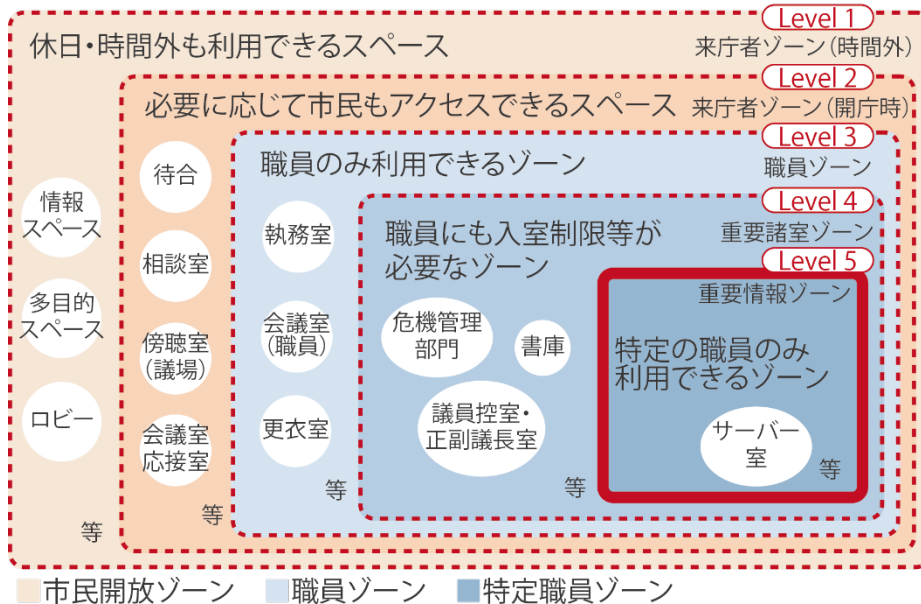 Level 1
休日・時間外も利用できるスペース
来庁者ゾーン(時間外)
Level 2
必要に応じて市民もアクセスできるスペース
来庁者ゾーン(開庁時)
Level 3
職員のみ利用できるゾーン
職員ゾーン
Level 4
職員にも入室制限等が
必要なゾーン
重要諸室ゾーン
Level 5
重要情報ゾーン
特定の職員のみ
利用できるゾーン
情報
スペース
多目的
スペース
ロビー
等
待合
相談室
傍聴室
(議場)
会議室
応接室
等
執務室
会議室
(職員)
更衣室
等
危機管理
部門
書庫
議員控室・
正副議長室
等
サーバー
室
等
市民開放ゾーン
職員ゾーン
特定職員ゾーン